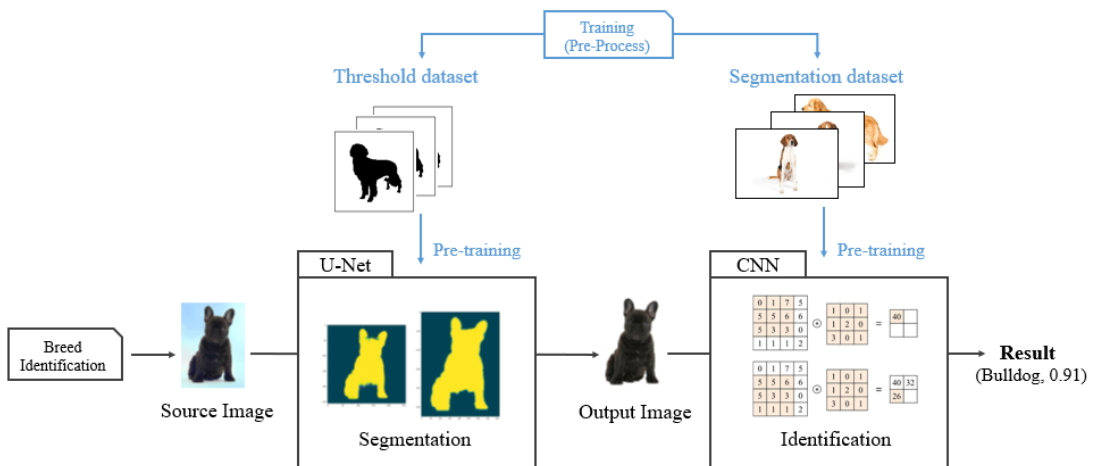 Training
(Pre-Process)
Threshold dataset
Segmentation dataset
Pre-training
Pre-training
U-Net
CNN
Breed
Identification
Source Image
Segmentation
Output Image
0 1 7 5
5 5 6 6
5 3 3 0
1 1 1 2
⊙
1 0 1
1 2 0
3 0 1
=
40
0 1 7 5
5 5 6 6
5 3 3 0
1 1 1 2
⊙
1 0 1
1 2 0
3 0 1
=
40 32
26
Identification
Result
(Bulldog, 0.91)